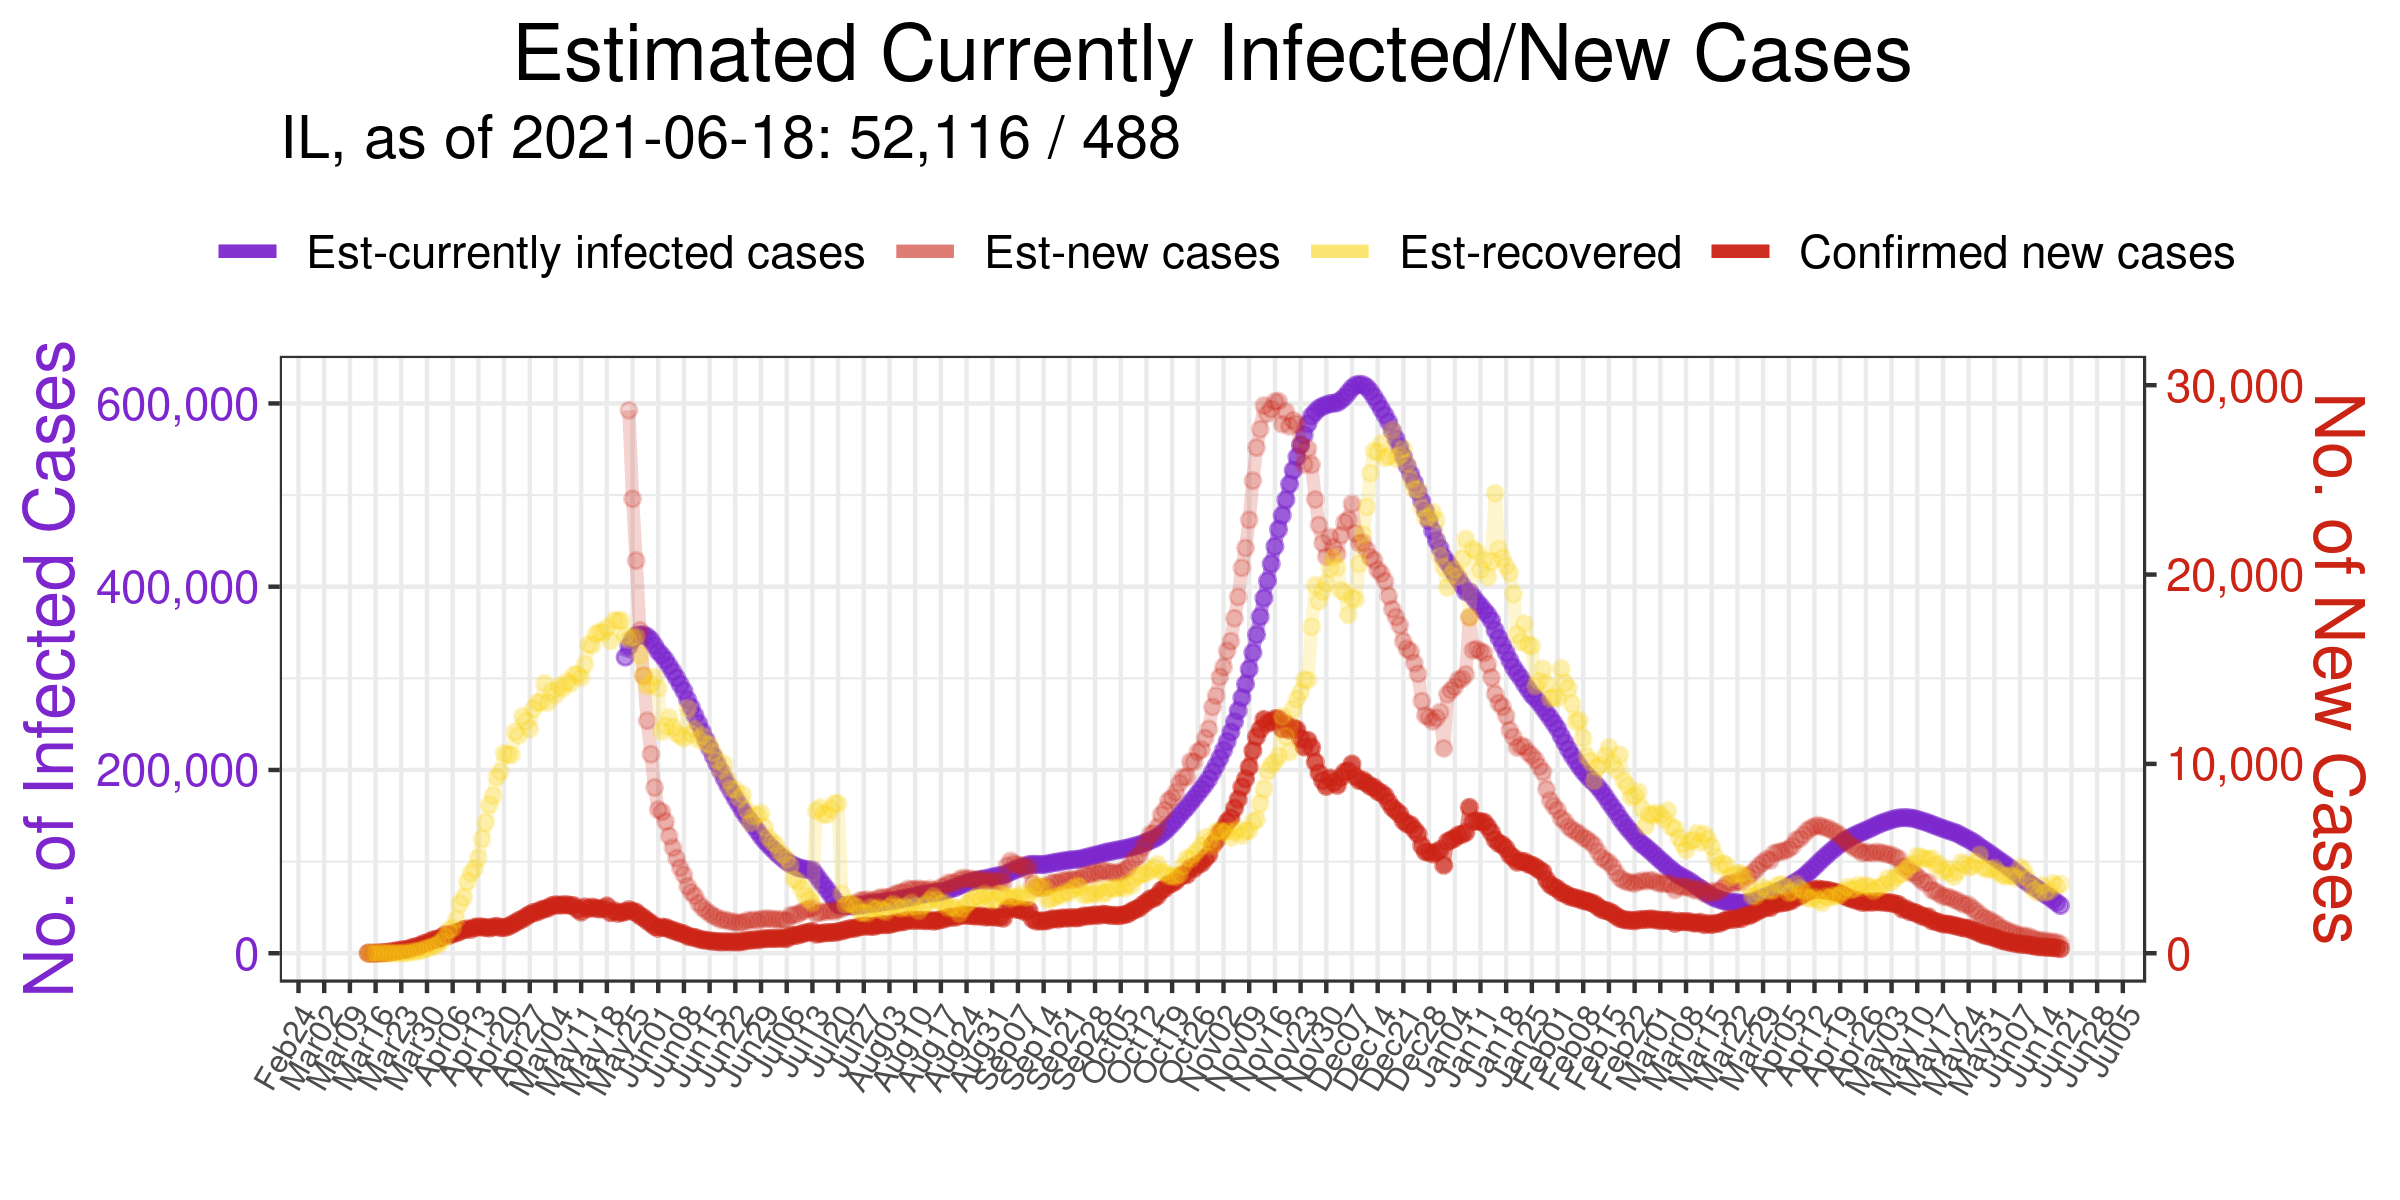 Estimated Currently Infected/New Cases
IL, as of 2021-06-18: 52,116 / 488
Est-currently infected cases Est-new cases Est-recovered Confirmed new cases
No. of Infected Cases
600,000
400,000
200,000
0
30,000
20,000
10,000
0
No. of New Cases
Feb24 Mar02 Mar09 Mar16 Mar23 Mar30 Apr06 Apr13 Apr20 Apr27 May04 May11 May18 May25 Jun01 Jun08 Jun15 Jun22 Jun29 Jul06 Jul13 Jul20 Jul27 Aug03 Aug10 Aug17 Aug24 Aug31 Sep07 Sep14 Sep21 Sep28 Oct05 Oct12 Oct19 Oct26 Nov02 Nov09 Nov16 Nov23 Nov30 Dec07 Dec14 Dec21 Dec28 Jan04 Jan11 Jan18 Jan25 Feb01 Feb08 Feb15 Feb22 Mar01 Mar08 Mar15 Mar22 Mar29 Apr05 Apr12 Apr19 Apr26 May03 May10 May17 May24 May31 Jun07 Jun14 Jun21 Jun28 Jul05